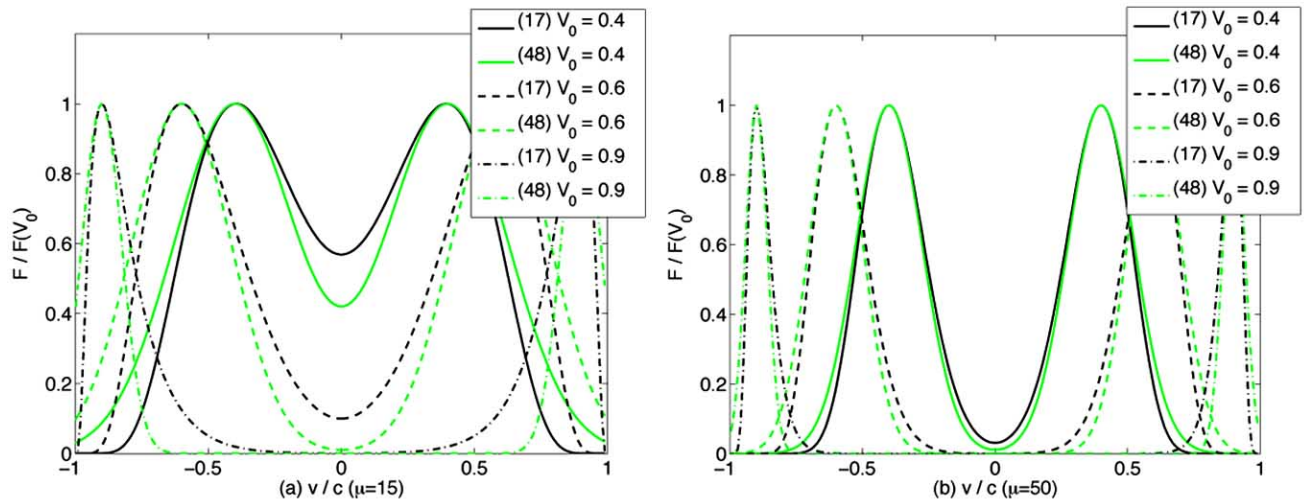 (17) V0 = 0.4
(48) V0 = 0.4
(17) V0 = 0.6
(48) V0 = 0.6
(17) V0 = 0.9
(48) V0 = 0.9
1
0.8
0.6
0.4
0.2
0
F / F(V0)
-1
-0.5
0
0.5
1
(a) v / c (μ=15)
(17) V0 = 0.4
(48) V0 = 0.4
(17) V0 = 0.6
(48) V0 = 0.6
(17) V0 = 0.9
(48) V0 = 0.9
1
0.8
0.6
0.4
0.2
0
F / F(V0)
-1
-0.5
0
0.5
1
(b) v / c (μ=50)